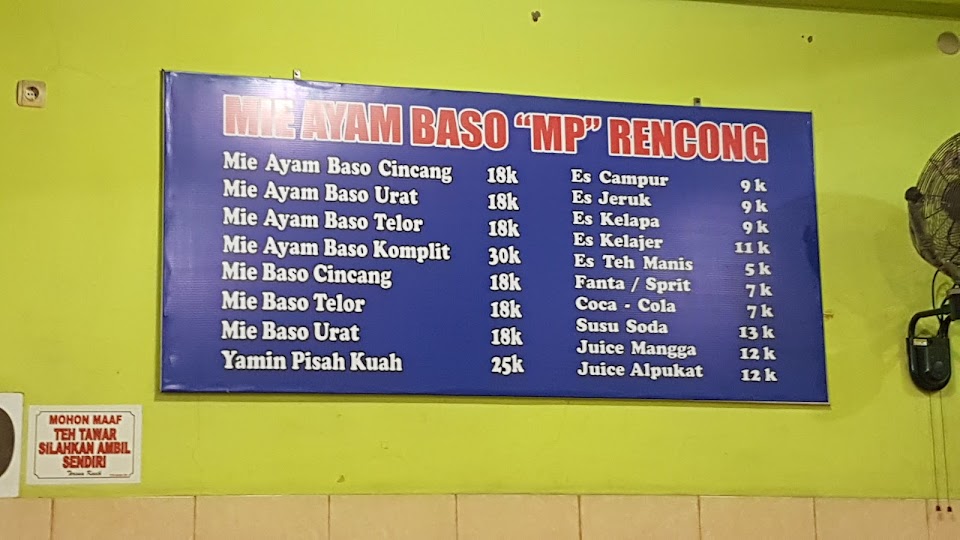 MIE AYAM BASO "MP" RENCONG
Mie Ayam Baso Cincang 18k
Mie Ayam Baso Urat 18k
Mie Ayam Baso Telor 18k
Mie Ayam Baso Komplit 30k
Mie Baso Cincang 18k
Mie Baso Telor 18k
Mie Baso Urat 18k
Yamin Pisah Kuah 25k
Es Campur 9 k
Es Jeruk 9 k
Es Kelapa 9 k
Es Kelajer 11 k
Es Teh Manis 5 k
Fanta / Sprit 7 k
Coca - Cola 7 k
Susu Soda 13 k
Juice Mangga 12 k
Juice Alpukat 12 k
MOHON MAAF
TEH TAWAR
SILAHKAN AMBIL
SENDIRI
Terima Kasih